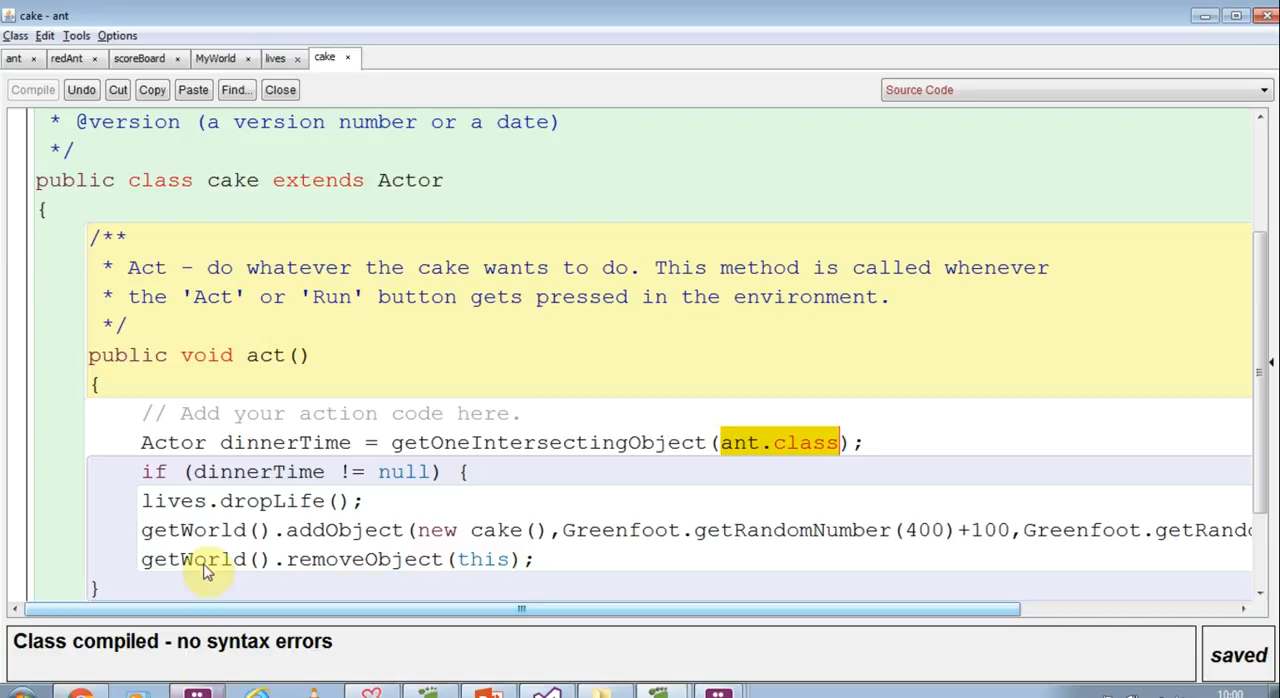 cake - ant
Class Edit Tools Options
ant × redAnt × scoreBoard × MyWorld × lives × cake ×
Compile Undo Cut Copy Paste Find... Close Source Code
* @version (a version number or a date)
*/
public class cake extends Actor
{
/**
* Act - do whatever the cake wants to do. This method is called whenever
* the 'Act' or 'Run' button gets pressed in the environment.
*/
public void act()
{
// Add your action code here.
Actor dinnerTime = getOneIntersectingObject(ant.class);
if (dinnerTime != null) {
lives.dropLife();
getWorld().addObject(new cake(),Greenfoot.getRandomNumber(400)+100,Greenfoot.getRando
getWorld().removeObject(this);
}
Class compiled - no syntax errors
saved
10:00